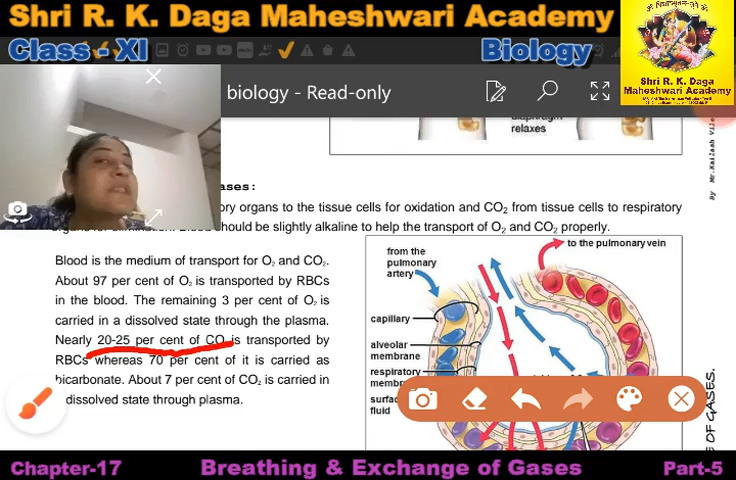 Shri R. K. Daga Maheshwari Academy
Class - XI
Biology
Shri R. K. Daga
Maheshwari Academy
biology - Read-only
diaphragm
relaxes
By Mr.Kailash
ases:
ory organs to the tissue cells for oxidation and CO₂ from tissue cells to respiratory
should be slightly alkaline to help the transport of O₂ and CO₂ properly.
Blood is the medium of transport for O₂ and CO₂.
About 97 per cent of O₂ is transported by RBCs
in the blood. The remaining 3 per cent of O₂ is
carried in a dissolved state through the plasma.
Nearly 20-25 per cent of CO₂ is transported by
RBCs whereas 70 per cent of it is carried as
bicarbonate. About 7 per cent of CO₂ is carried in
dissolved state through plasma.
from the
pulmonary
artery
to the pulmonary vein
capillary
alveolar
membrane
respiratory
memb
surfac
fluid
E OF GASES.
Chapter-17
Breathing & Exchange of Gases
Part-5